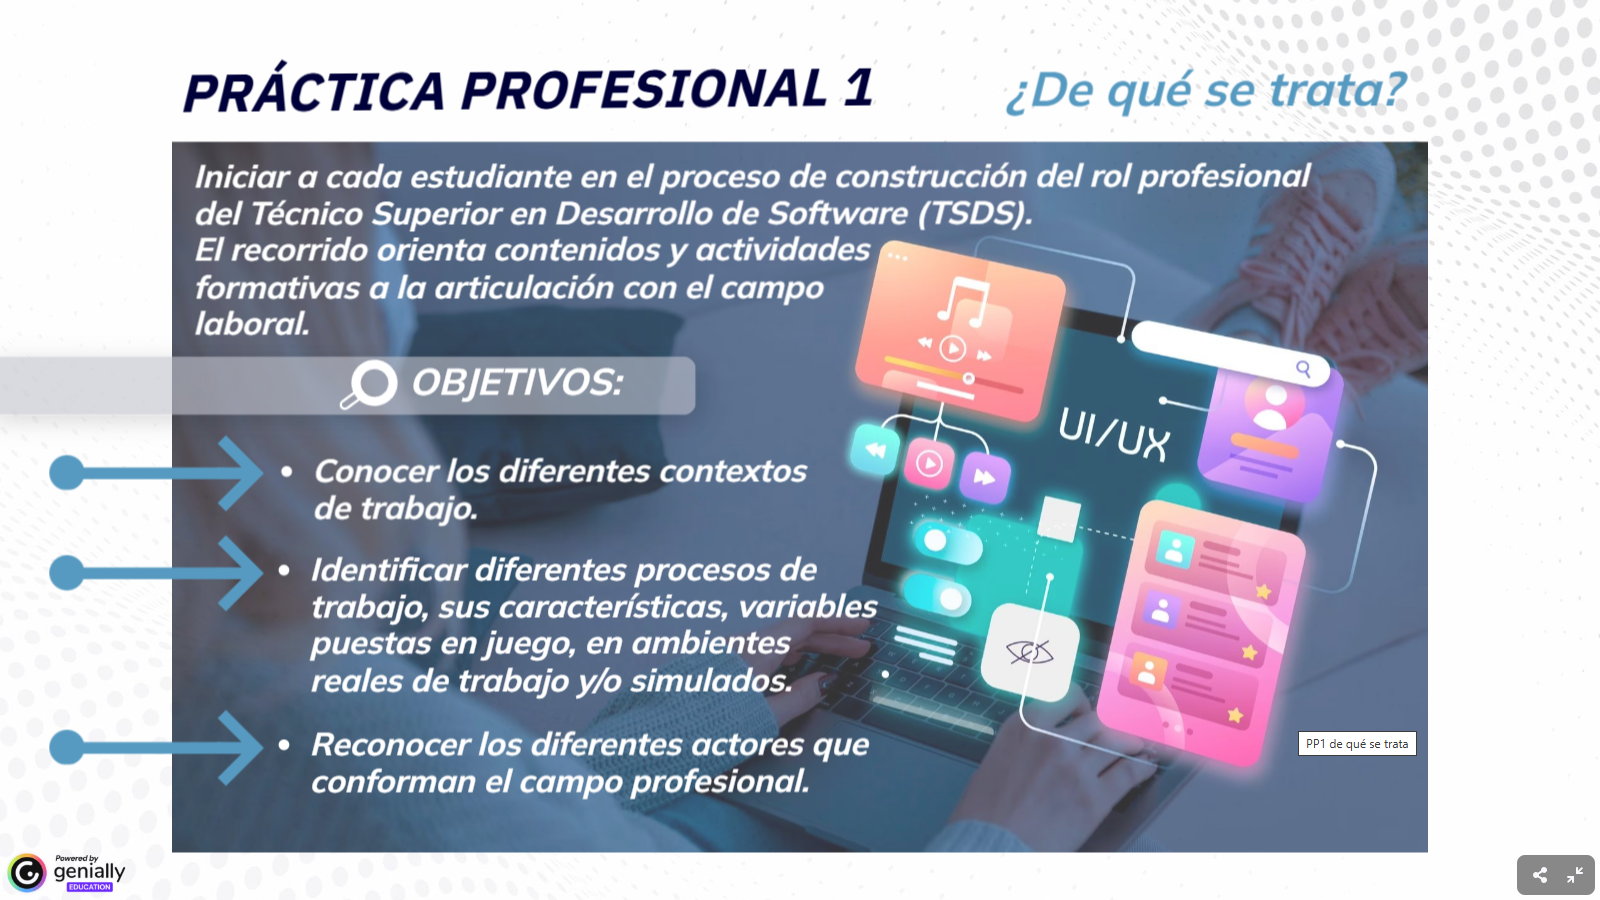 PRÁCTICA PROFESIONAL 1
¿De qué se trata?
Iniciar a cada estudiante en el proceso de construcción del rol profesional
del Técnico Superior en Desarrollo de Software (TSDS).
El recorrido orienta contenidos y actividades
formativas a la articulación con el campo
laboral.
OBJETIVOS:
UI/UX
• Conocer los diferentes contextos
de trabajo.
• Identificar diferentes procesos de
trabajo, sus características, variables
puestas en juego, en ambientes
reales de trabajo y/o simulados.
• Reconocer los diferentes actores que
conforman el campo profesional.
PP1 de qué se trata
Powered by
genially
EDUCATION